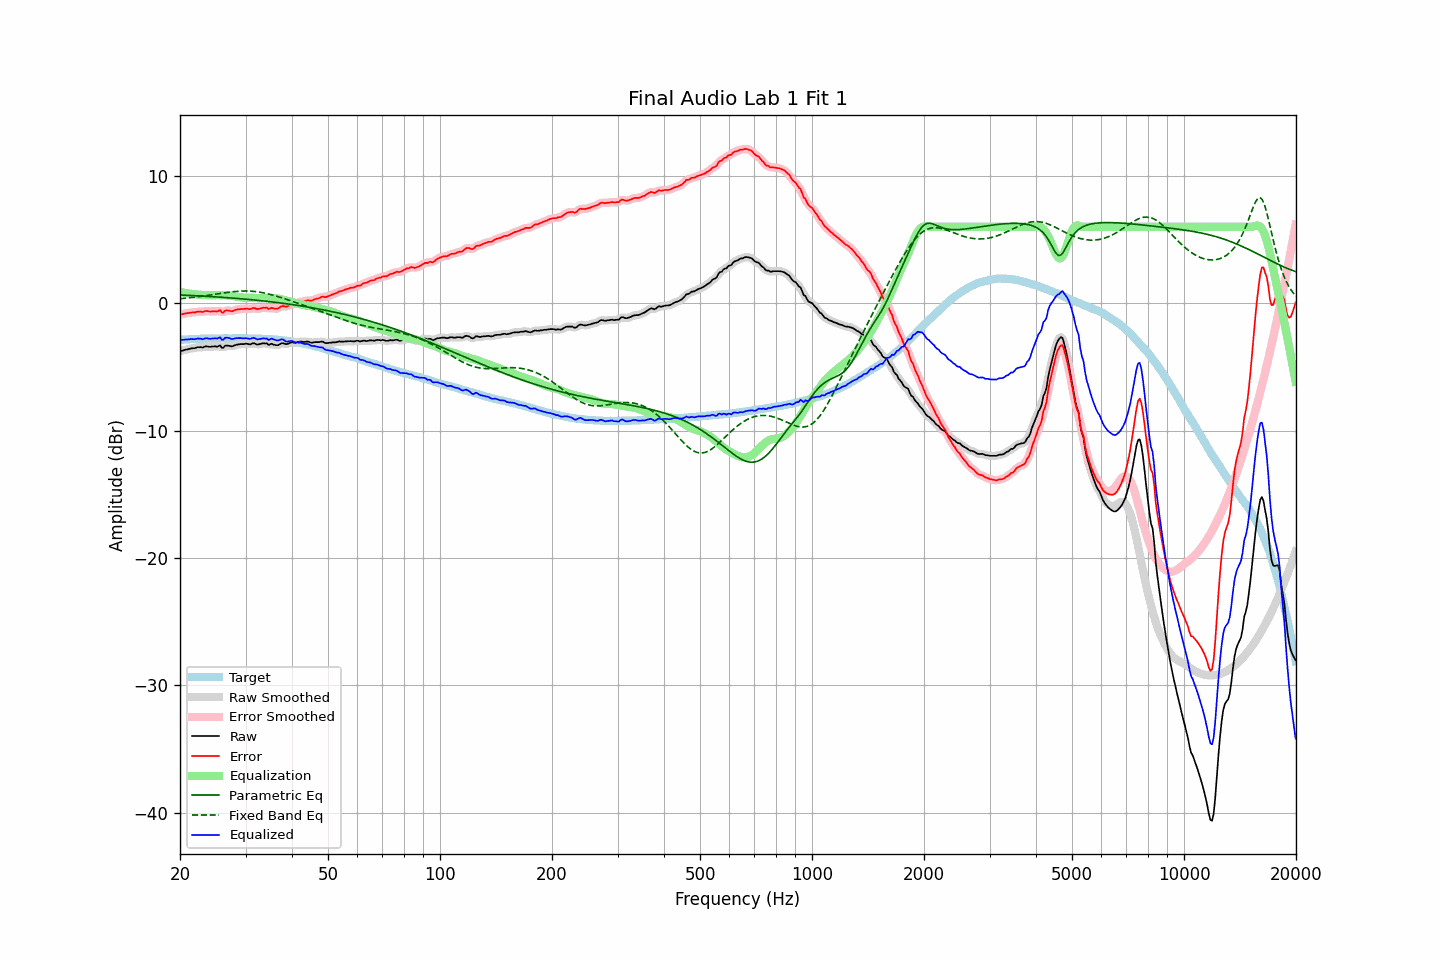 Final Audio Lab 1 Fit 1
Amplitude (dBr)
10
0
−10
−20
−30
−40
Target
Raw Smoothed
Error Smoothed
Raw
Error
Equalization
Parametric Eq
Fixed Band Eq
Equalized
20 50 100 200 500 1000 2000 5000 10000 20000
Frequency (Hz)